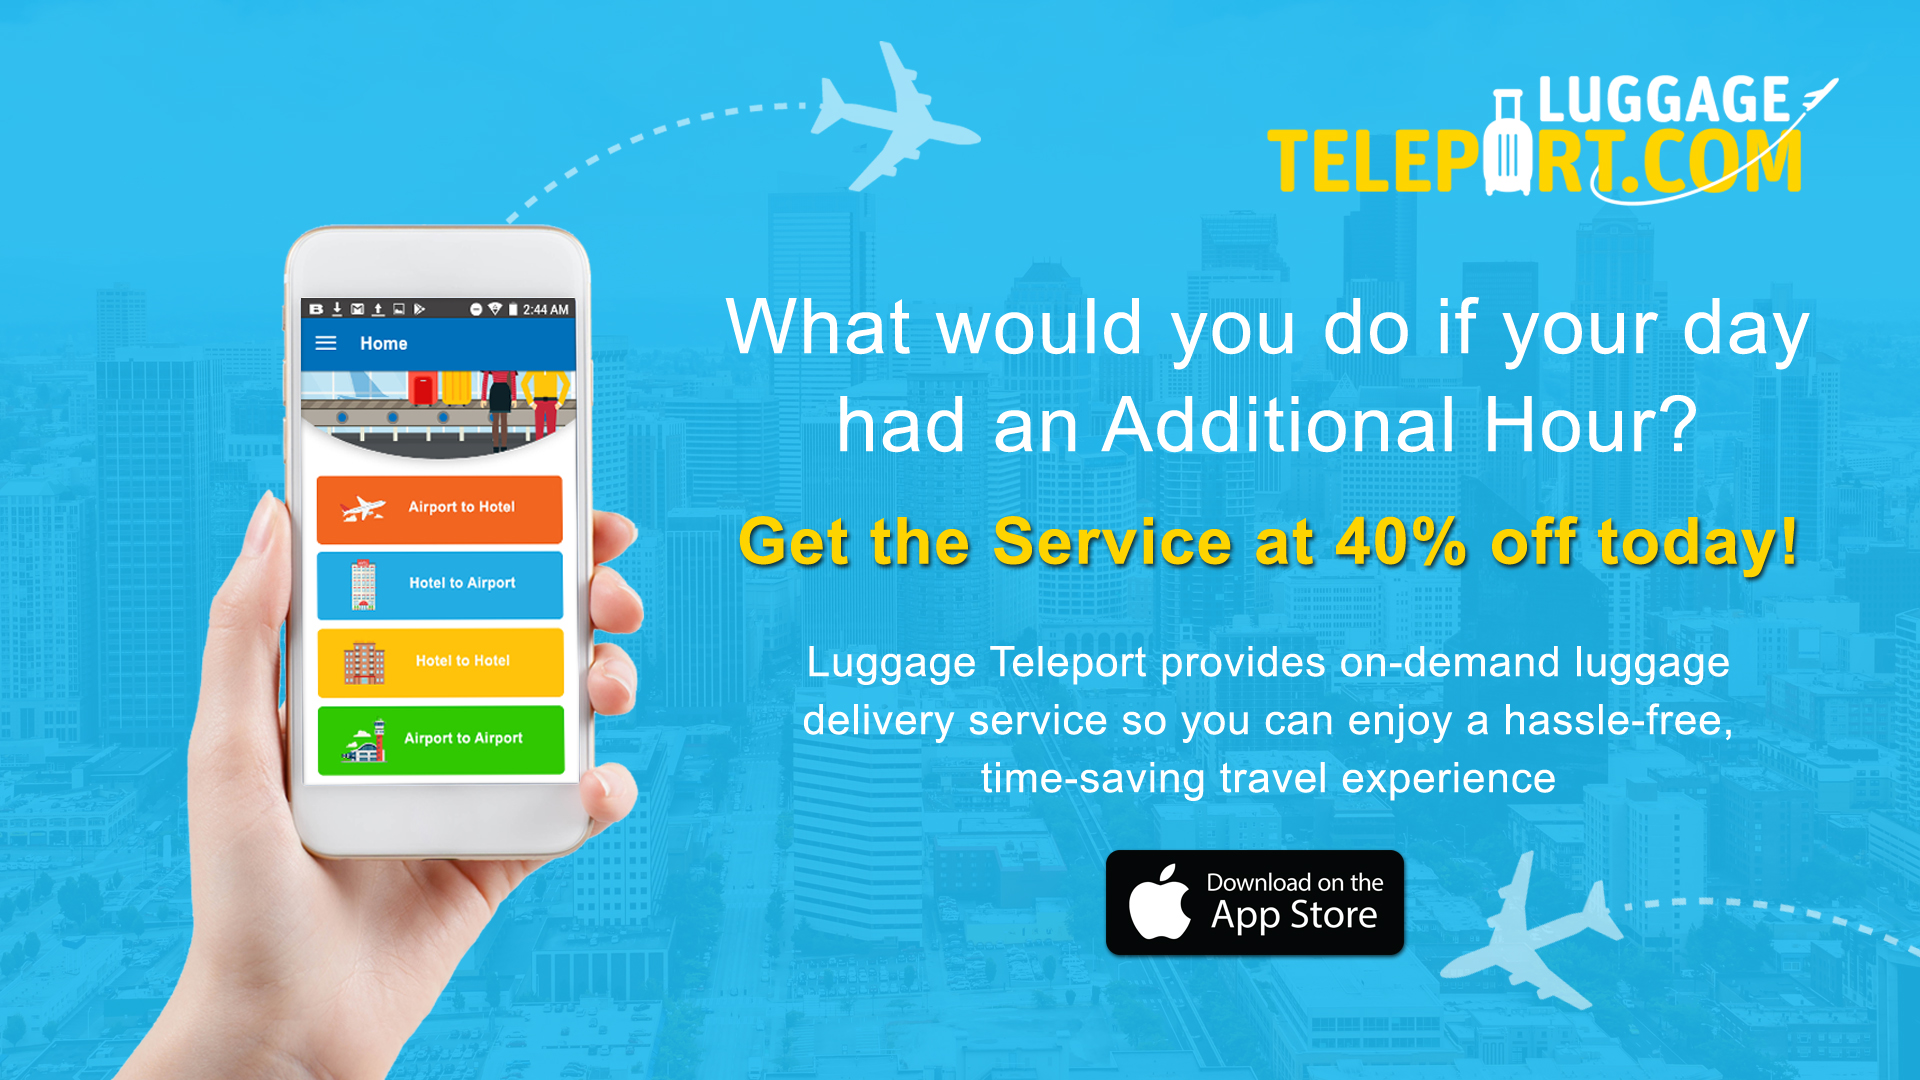 LUGGAGE
TELEPORT.COM
2:44 AM
Home
Airport to Hotel
Hotel to Airport
Hotel to Hotel
Airport to Airport
What would you do if your day
had an Additional Hour?
Get the Service at 40% off today!
Luggage Teleport provides on-demand luggage
delivery service so you can enjoy a hassle-free,
time-saving travel experience
Download on the
App Store